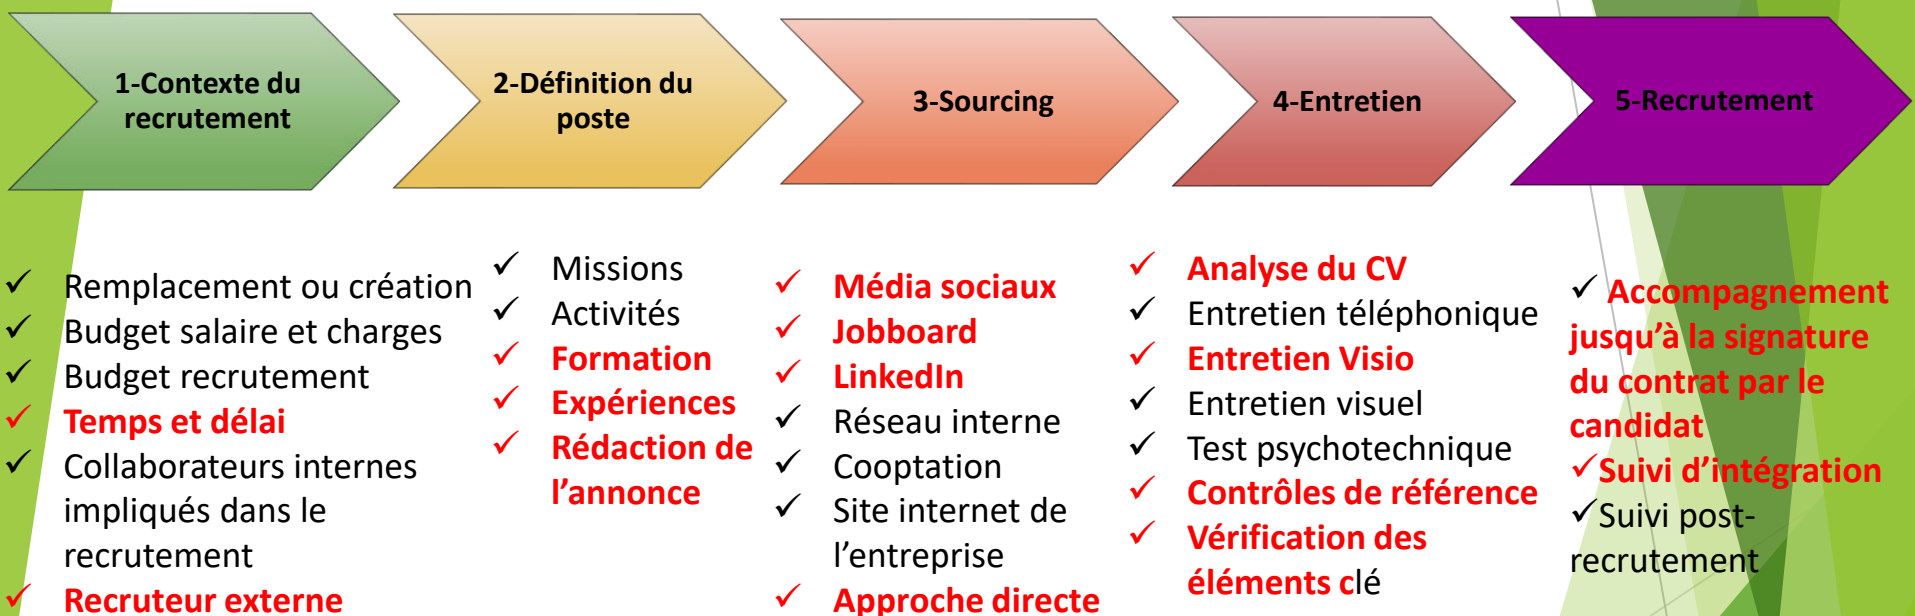 1-Contexte du
recrutement
2-Définition du
poste
3-Sourcing
4-Entretien
5-Recrutement
✓ Remplacement ou création
✓ Budget salaire et charges
✓ Budget recrutement
✓ Temps et délai
✓ Collaborateurs internes
impliqués dans le
recrutement
✓ Recruteur externe
✓ Missions
✓ Activités
✓ Formation
✓ Expériences
✓ Rédaction de
l’annonce
✓ Média sociaux
✓ Jobboard
✓ LinkedIn
✓ Réseau interne
✓ Cooptation
✓ Site internet de
l’entreprise
✓ Approche directe
✓ Analyse du CV
✓ Entretien téléphonique
✓ Entretien Visio
✓ Entretien visuel
✓ Test psychotechnique
✓ Contrôles de référence
✓ Vérification des
éléments clé
✓ Accompagnement
jusqu’à la signature
du contrat par le
candidat
✓Suivi d’intégration
✓Suivi post-
recrutement